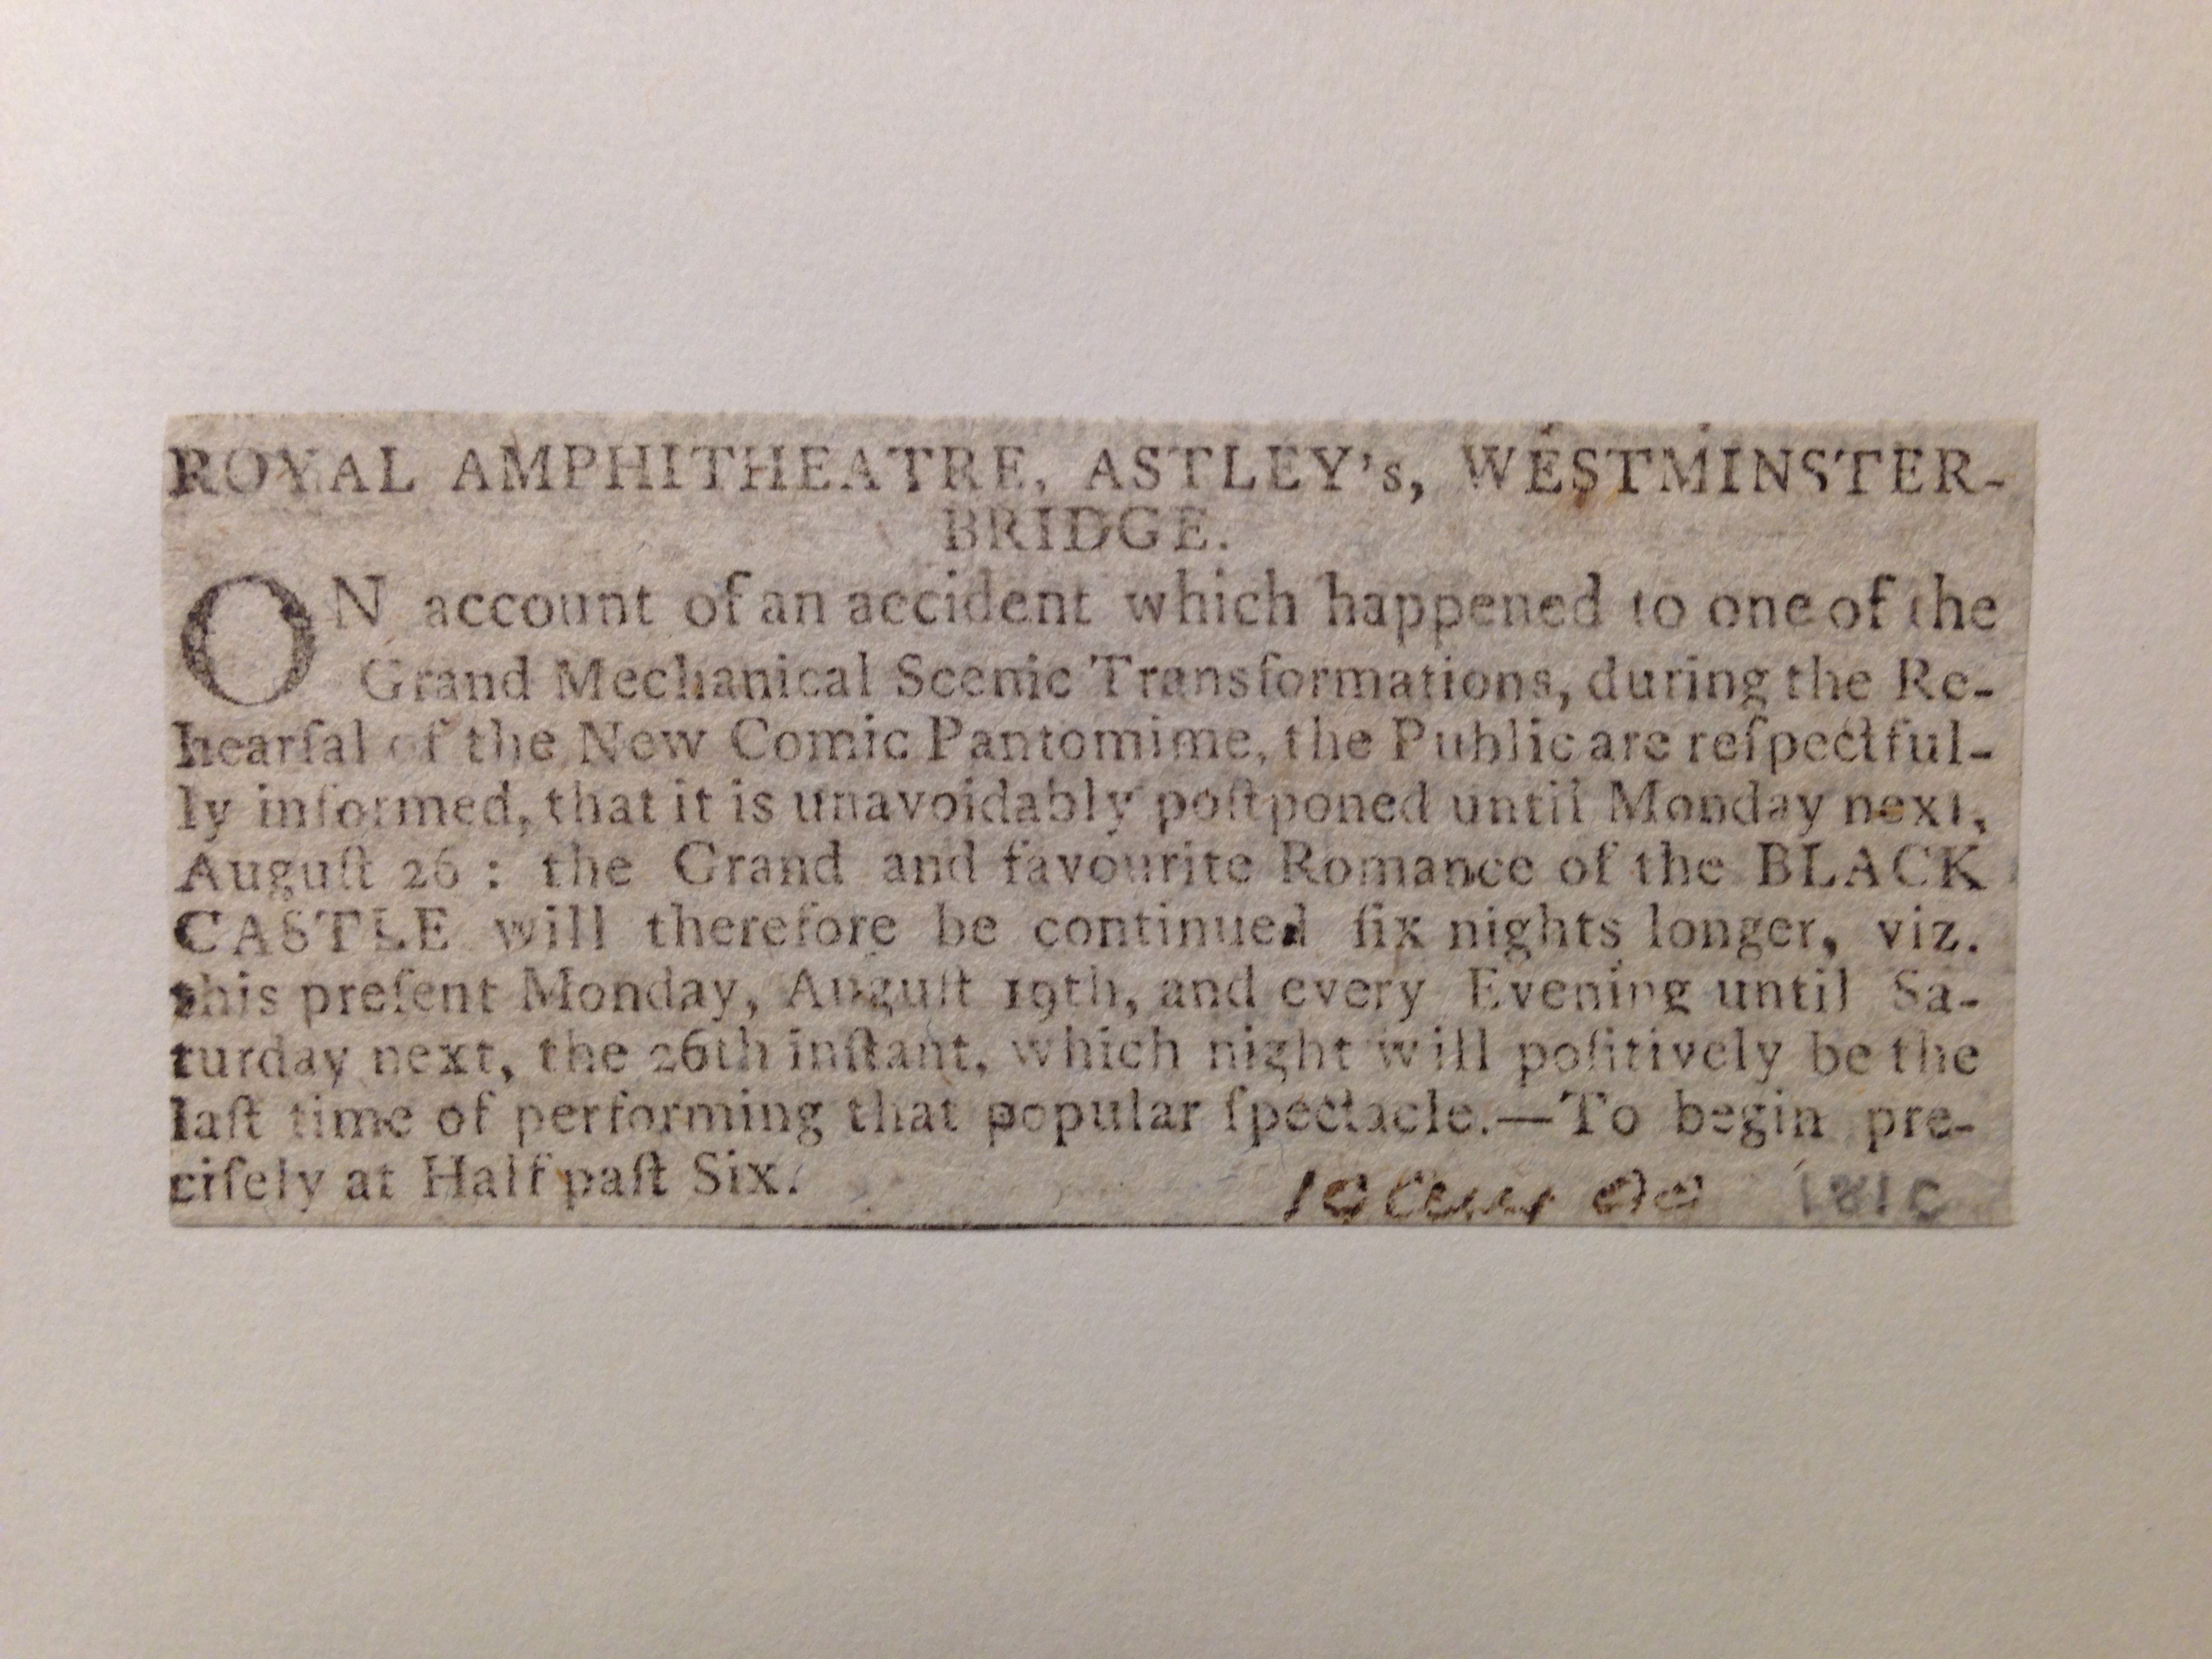 ROYAL AMPHITHEATRE, ASTLEY's, WESTMINSTER-
BRIDGE.
ON account of an accident which happened to one of the
Grand Mechanical Scenic Transformations, during the Re-
hearſal of the New Comic Pantomime, the Public are reſpectful-
ly informed, that it is unavoidably poſtponed until Monday next,
Auguſt 26 : the Grand and favourite Romance of the BLACK
CASTLE will therefore be continued ſix nights longer, viz.
this preſent Monday, Auguſt 19th, and every Evening until Sa-
turday next, the 26th inſtant, which night will poſitively be the
laſt time of performing that popular ſpectacle.—To begin pre-
ciſely at Half paſt Six.
1810